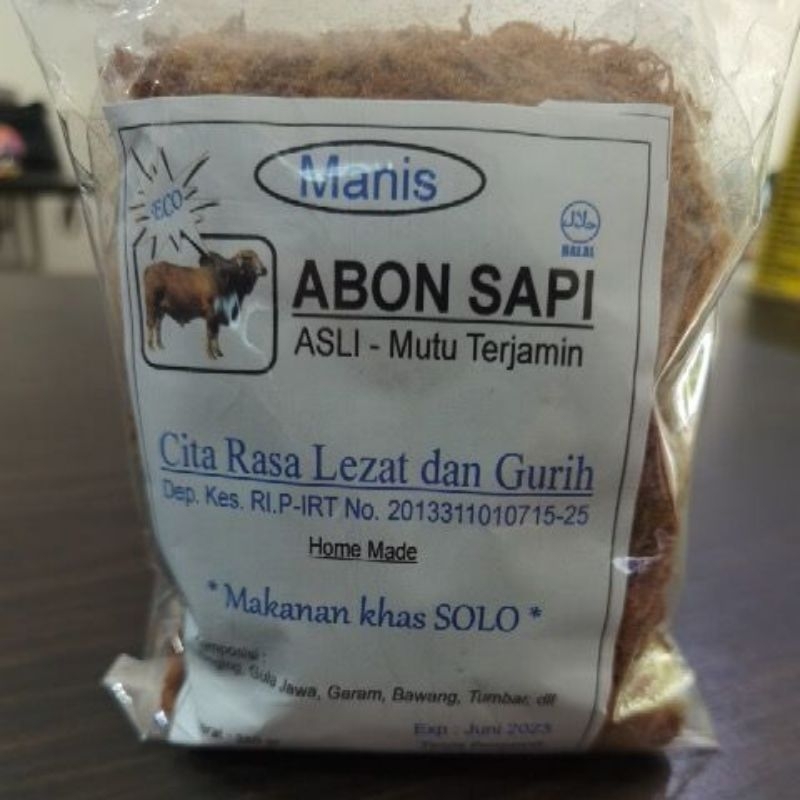 Manis
ECO
حلال
HALAL
ABON SAPI
ASLI - Mutu Terjamin
Cita Rasa Lezat dan Gurih
Dep. Kes. RI.P-IRT No. 2013311010715-25
Home Made
* Makanan khas SOLO *
Gula Jawa, Garam, Bawang, Tumbar, dll
Exp : Juni 2023